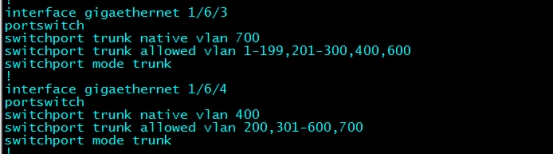 !
interface gigaethernet 1/6/3
portswitch
switchport trunk native vlan 700
switchport trunk allowed vlan 1-199,201-300,400,600
switchport mode trunk
!
interface gigaethernet 1/6/4
portswitch
switchport trunk native vlan 400
switchport trunk allowed vlan 200,301-600,700
switchport mode trunk
!